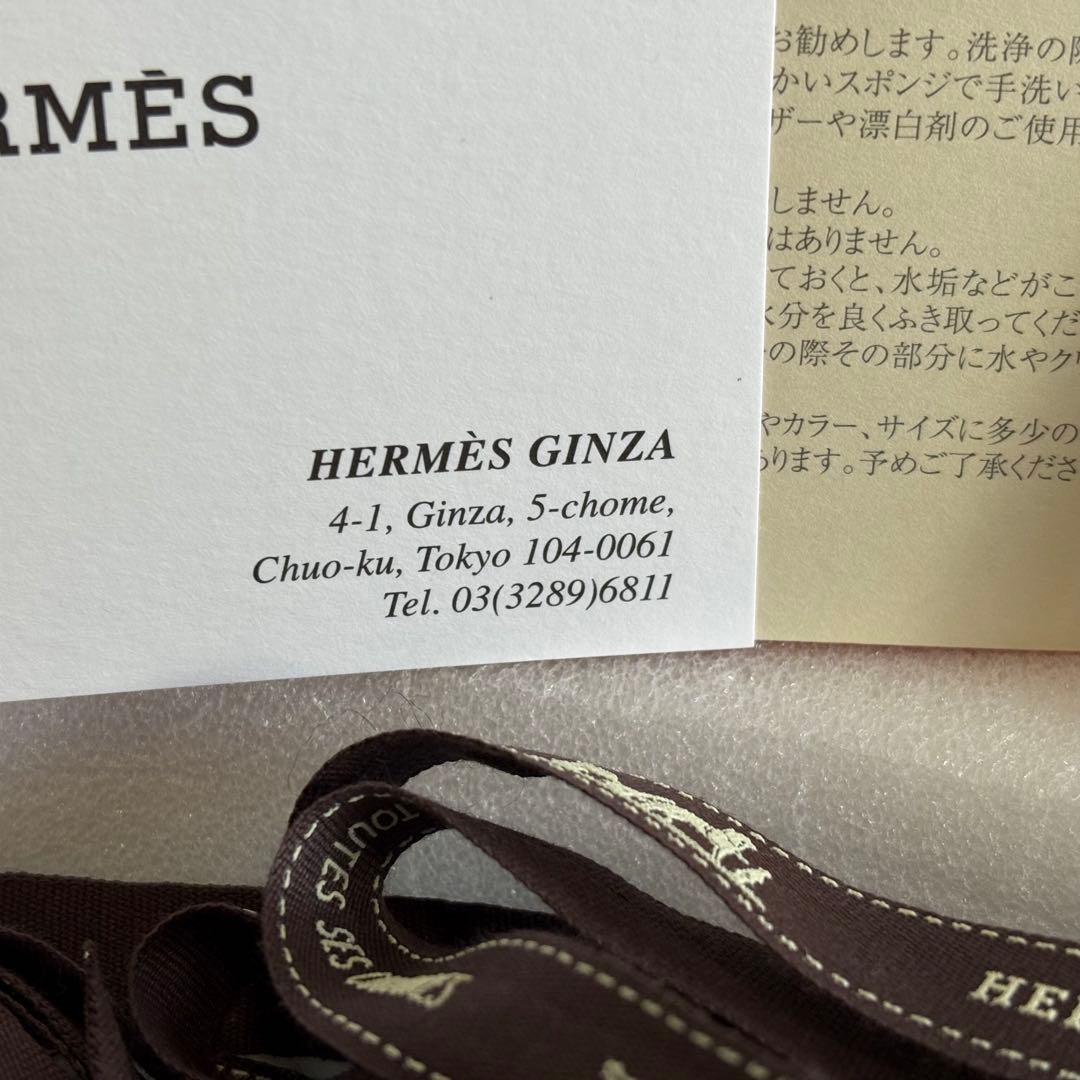 RMÈS
HERMÈS GINZA
4-1, Ginza, 5-chome,
Chuo-ku, Tokyo 104-0061
Tel. 03(3289)6811
お勧めします。洗浄の際
かいスポンジで手洗い
ザーや漂白剤のご使用
しません。
はありません。
ておくと、水垢などがこ
水分を良くふき取ってくだ
の際その部分に水やク
やカラー、サイズに多少の
ります。予めご了承くださ
TOUTES SES
HE